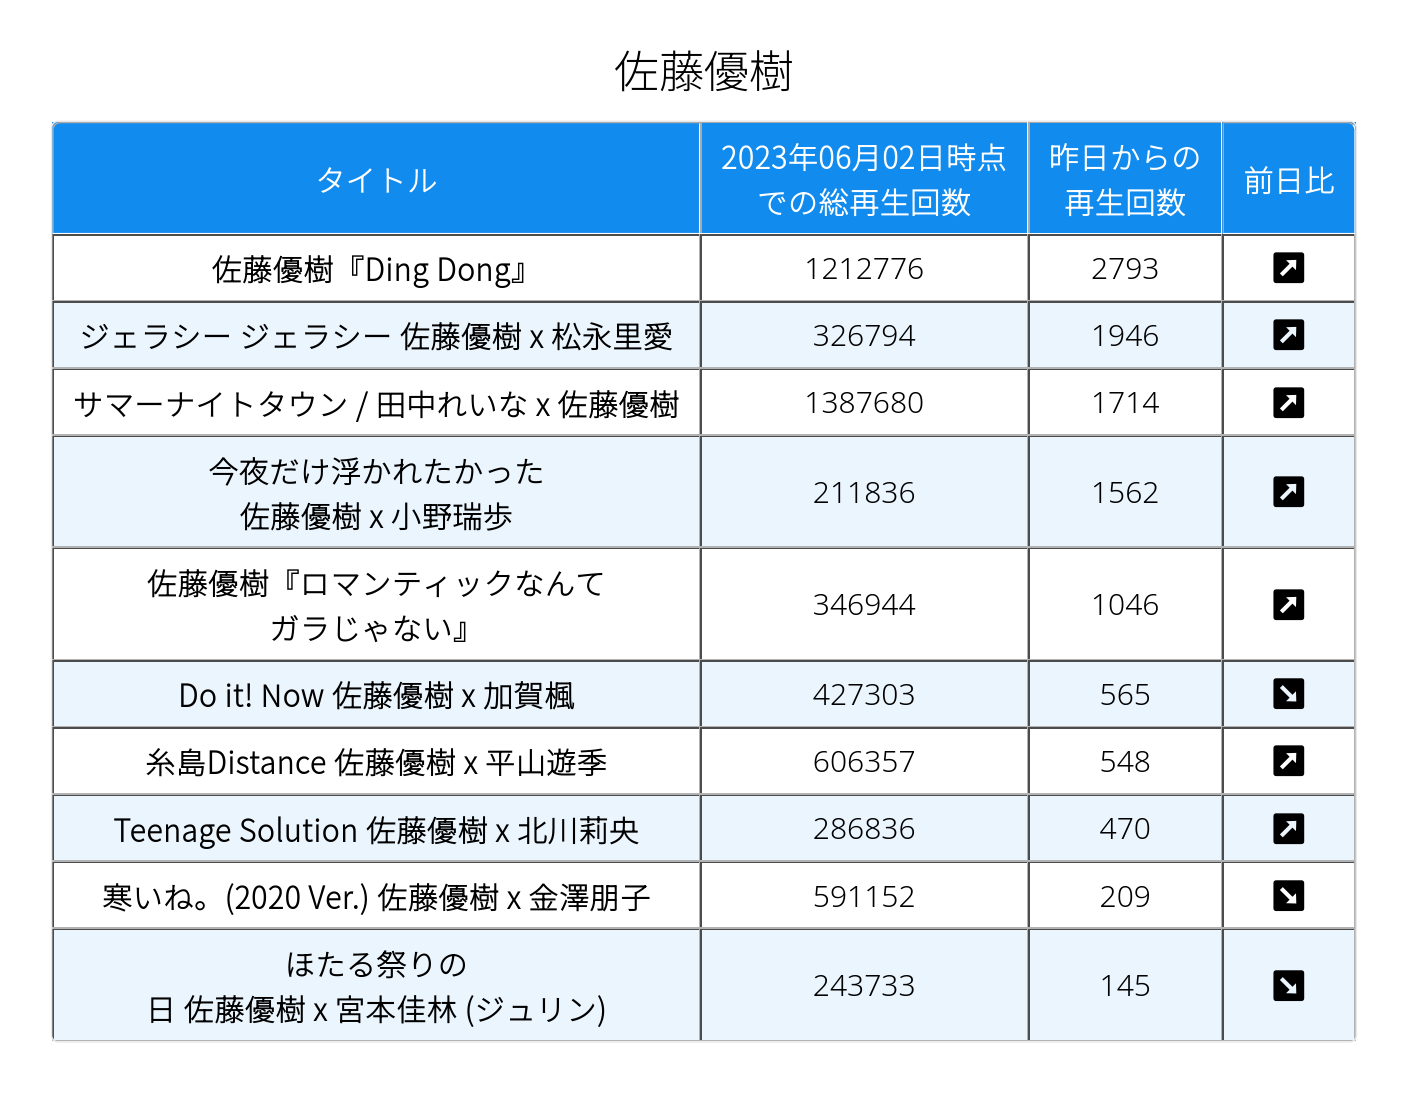 佐藤優樹
タイトル
2023年06月02日時点
での総再生回数
昨日からの
再生回数
前日比
佐藤優樹『Ding Dong』
1212776
2793
ジェラシー ジェラシー 佐藤優樹 x 松永里愛
326794
1946
サマーナイトタウン / 田中れいな x 佐藤優樹
1387680
1714
今夜だけ浮かれたかった
佐藤優樹 x 小野瑞歩
211836
1562
佐藤優樹『ロマンティックなんて
ガラじゃない』
346944
1046
Do it! Now 佐藤優樹 x 加賀楓
427303
565
糸島Distance 佐藤優樹 x 平山遊季
606357
548
Teenage Solution 佐藤優樹 x 北川莉央
286836
470
寒いね。(2020 Ver.) 佐藤優樹 x 金澤朋子
591152
209
ほたる祭りの
日 佐藤優樹 x 宮本佳林 (ジュリン)
243733
145